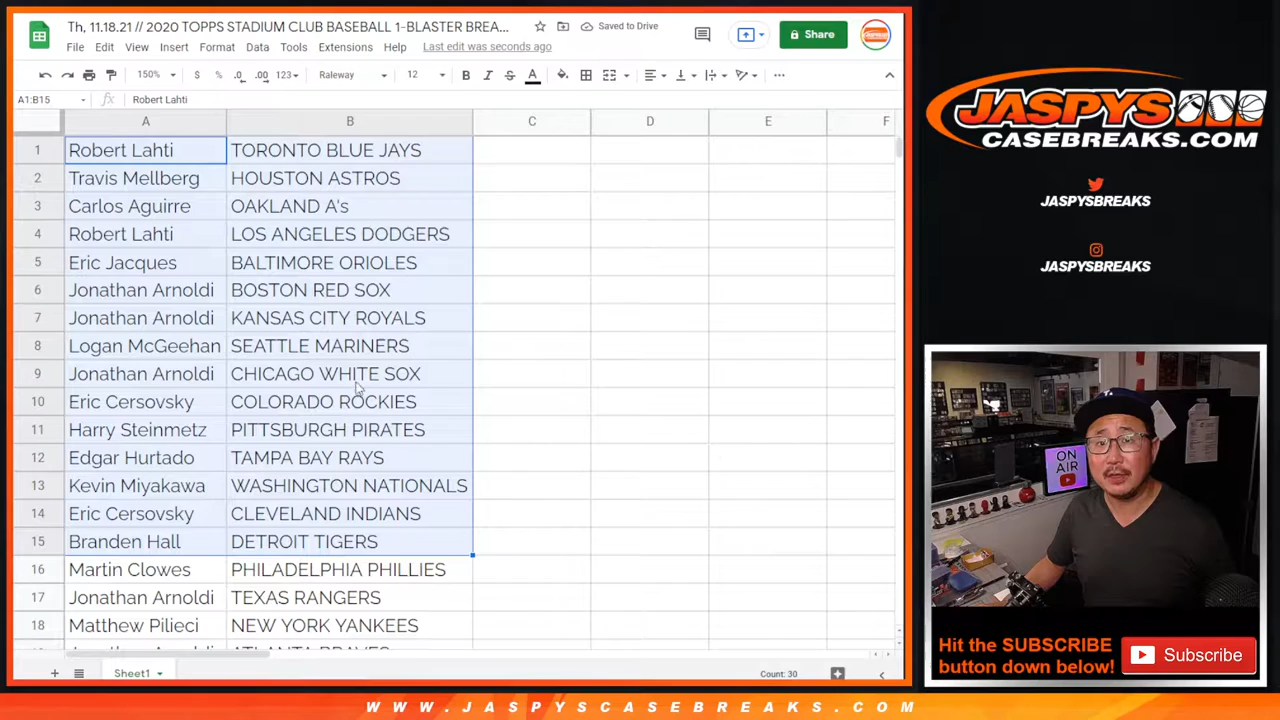 Th, 11.18.21 // 2020 TOPPS STADIUM CLUB BASEBALL 1-BLASTER BREA...
Saved to Drive
Share
File Edit View Insert Format Data Tools Extensions Help Last edit was seconds ago
150% $ % .0 .00 123 Raleway 12 B I S A
A1:B15 fx Robert Lahti
A B C D E F
1 Robert Lahti TORONTO BLUE JAYS
2 Travis Mellberg HOUSTON ASTROS
3 Carlos Aguirre OAKLAND A's
4 Robert Lahti LOS ANGELES DODGERS
5 Eric Jacques BALTIMORE ORIOLES
6 Jonathan Arnoldi BOSTON RED SOX
7 Jonathan Arnoldi KANSAS CITY ROYALS
8 Logan McGeehan SEATTLE MARINERS
9 Jonathan Arnoldi CHICAGO WHITE SOX
10 Eric Cersovsky COLORADO ROCKIES
11 Harry Steinmetz PITTSBURGH PIRATES
12 Edgar Hurtado TAMPA BAY RAYS
13 Kevin Miyakawa WASHINGTON NATIONALS
14 Eric Cersovsky CLEVELAND INDIANS
15 Branden Hall DETROIT TIGERS
16 Martin Clowes PHILADELPHIA PHILLIES
17 Jonathan Arnoldi TEXAS RANGERS
18 Matthew Pilieci NEW YORK YANKEES
Jonathan Arnoldi ATLANTA BRAVES
Sheet1
Count: 30
JASPYS
CASEBREAKS.COM
JASPYSBREAKS
JASPYSBREAKS
ON
AIR
Hit the SUBSCRIBE
button down below!
Subscribe
WWW.JASPYSCASEBREAKS.COM